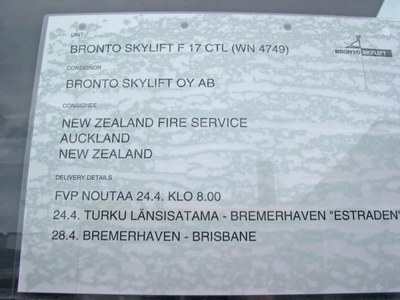 UNIT
BRONTO SKYLIFT F 17 CTL (WN 4749)
BRONTO SKYLIFT
CONSIGNOR
BRONTO SKYLIFT OY AB
CONSIGNEE
NEW ZEALAND FIRE SERVICE
AUCKLAND
NEW ZEALAND
DELIVERY DETAILS
FVP NOUTAA 24.4. KLO 8.00
24.4. TURKU LÄNSISATAMA - BREMERHAVEN "ESTRADEN"
28.4. BREMERHAVEN - BRISBANE